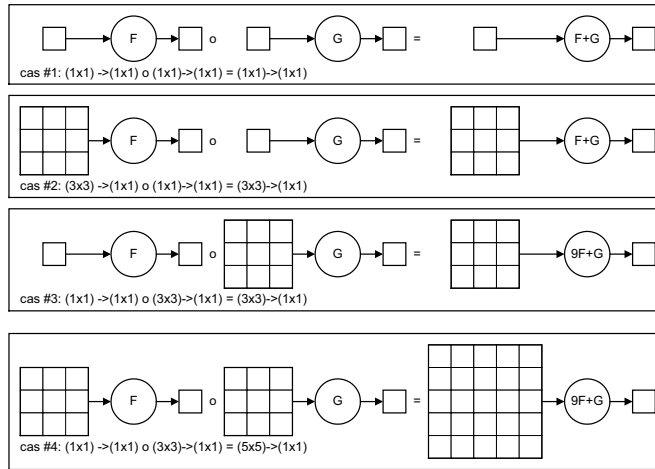 F o G = F+G
cas #1: (1x1) ->(1x1) o (1x1)->(1x1) = (1x1)->(1x1)
F o G = F+G
cas #2: (3x3) ->(1x1) o (1x1)->(1x1) = (3x3)->(1x1)
F o G = 9F+G
cas #3: (1x1) ->(1x1) o (3x3)->(1x1) = (3x3)->(1x1)
F o G = 9F+G
cas #4: (1x1) ->(1x1) o (3x3)->(1x1) = (5x5)->(1x1)